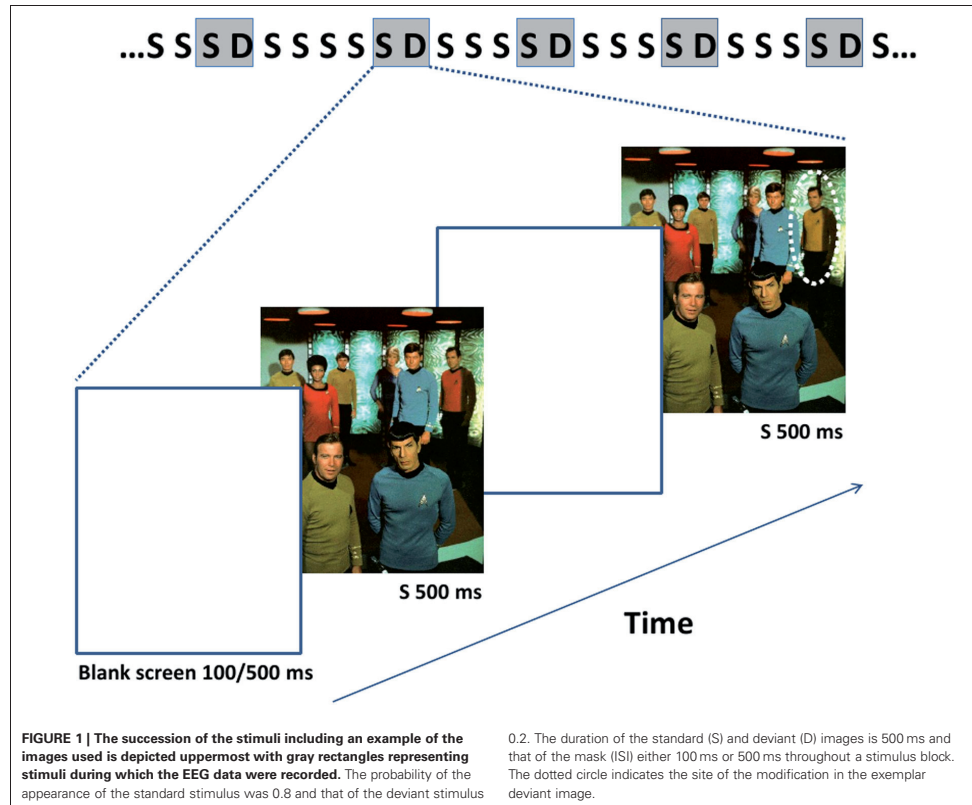 ...S S S D S S S S S D S S S S D S S S S D S S S S D S...
S 500 ms
S 500 ms
Time
Blank screen 100/500 ms
FIGURE 1 | The succession of the stimuli including an example of the
images used is depicted uppermost with gray rectangles representing
stimuli during which the EEG data were recorded. The probability of the
appearance of the standard stimulus was 0.8 and that of the deviant stimulus
0.2. The duration of the standard (S) and deviant (D) images is 500 ms and
that of the mask (ISI) either 100 ms or 500 ms throughout a stimulus block.
The dotted circle indicates the site of the modification in the exemplar
deviant image.